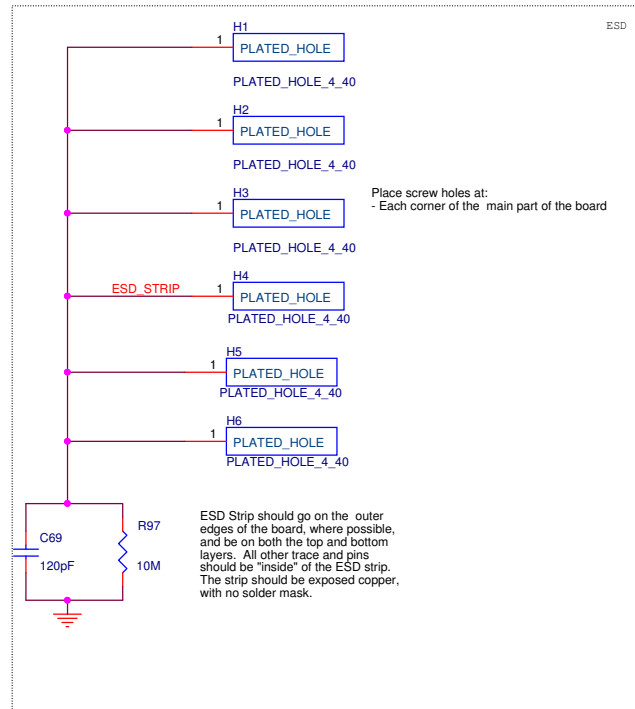 ESD
H1
1
PLATED_HOLE
PLATED_HOLE_4_40
H2
1
PLATED_HOLE
PLATED_HOLE_4_40
H3
1
PLATED_HOLE
PLATED_HOLE_4_40
Place screw holes at:
- Each corner of the  main part of the board
H4
ESD_STRIP
1
PLATED_HOLE
PLATED_HOLE_4_40
H5
1
PLATED_HOLE
PLATED_HOLE_4_40
H6
1
PLATED_HOLE
PLATED_HOLE_4_40
C69
120pF
R97
10M
ESD Strip should go on the  outer
edges of the board, where possible,
and be on both the top and bottom
layers.  All other trace and pins
should be "inside" of the ESD strip.
The strip should be exposed copper,
with no solder mask.